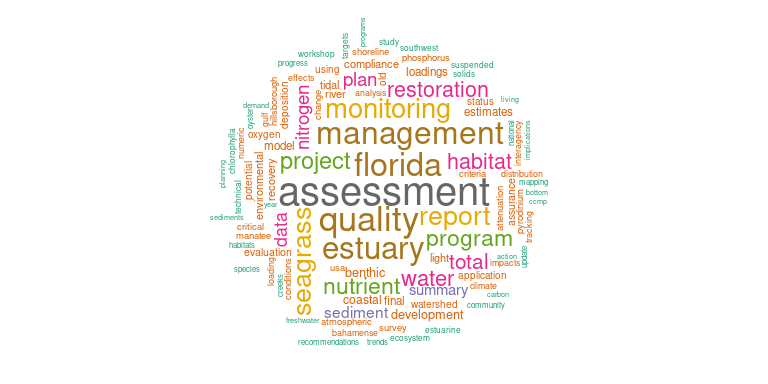 programs
targets
study
southwest
workshop
shoreline
phosphorus
progress
using
compliance
suspended
effects
tidal
plan
old
loadings
solids
hillsborough
deposition
nitrogen
change
river
analysis
restoration
status
living
demand
oyster
gulf
monitoring
estimates
numeric
oxygen
model
management
national
interagency
implications
chlorophylla
planning
potential
environmental
recovery
project
florida
habitat
criteria
distribution
mapping
technical
year
assessment
attenuation
assurance
pyrodinium
bottom
ccmp
sediments
critical
manatee
data
seagrass
quality
report
tracking
habitats
evaluation
estuary
program
action
update
species
loading
conditions
creeks
usa
benthic
light
total
impacts
nutrient
water
application
carbon
summary
climate
coastal
final
watershed
community
freshwater
atmospheric
sediment
development
bahamense
survey
estuarine
recommendations
trends
ecosystem